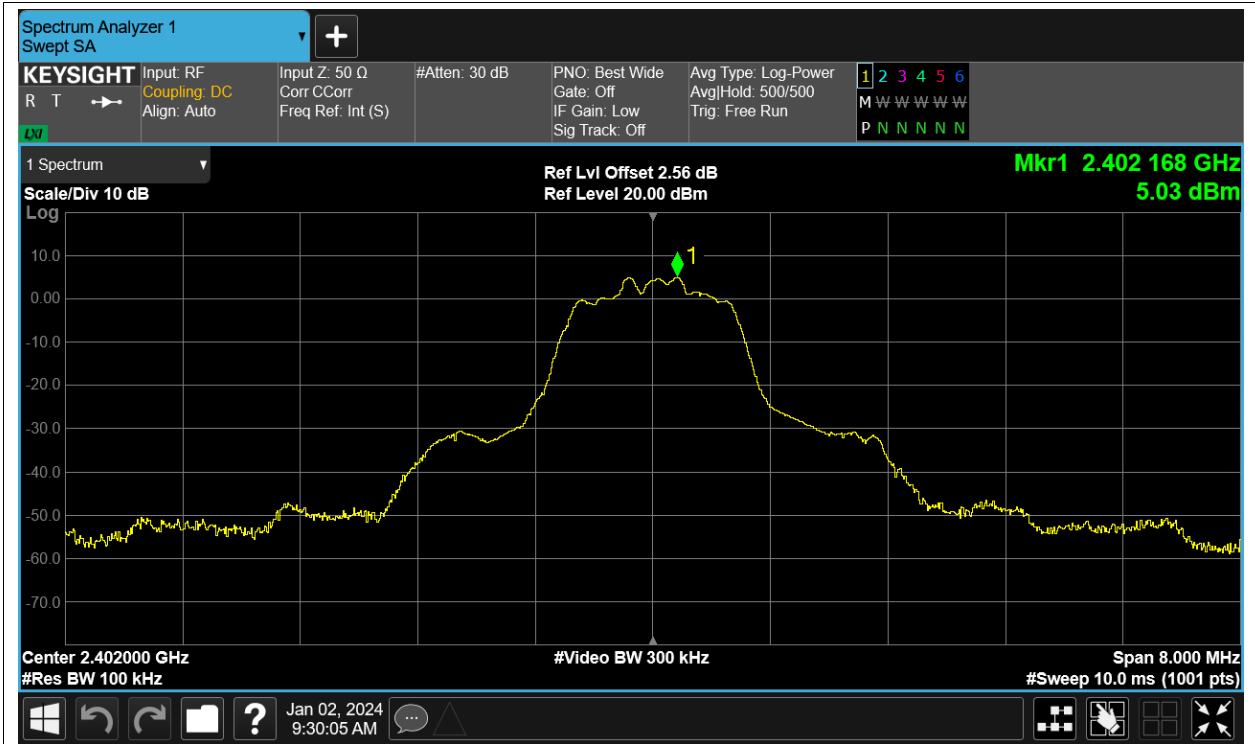 Spectrum Analyzer 1
Swept SA
+
KEYSIGHT
R T
LXI
Input: RF
Coupling: DC
Align: Auto
Input Z: 50 Ω
Corr CCorr
Freq Ref: Int (S)
#Atten: 30 dB
PNO: Best Wide
Gate: Off
IF Gain: Low
Sig Track: Off
Avg Type: Log-Power
Avg|Hold: 500/500
Trig: Free Run
1 2 3 4 5 6
M W W W W W
P N N N N N
1 Spectrum
Scale/Div 10 dB
Log
Ref Lvl Offset 2.56 dB
Ref Level 20.00 dBm
Mkr1 2.402 168 GHz
5.03 dBm
1
10.0
0.00
-10.0
-20.0
-30.0
-40.0
-50.0
-60.0
-70.0
Center 2.402000 GHz
#Res BW 100 kHz
#Video BW 300 kHz
Span 8.000 MHz
#Sweep 10.0 ms (1001 pts)
?
Jan 02, 2024
9:30:05 AM